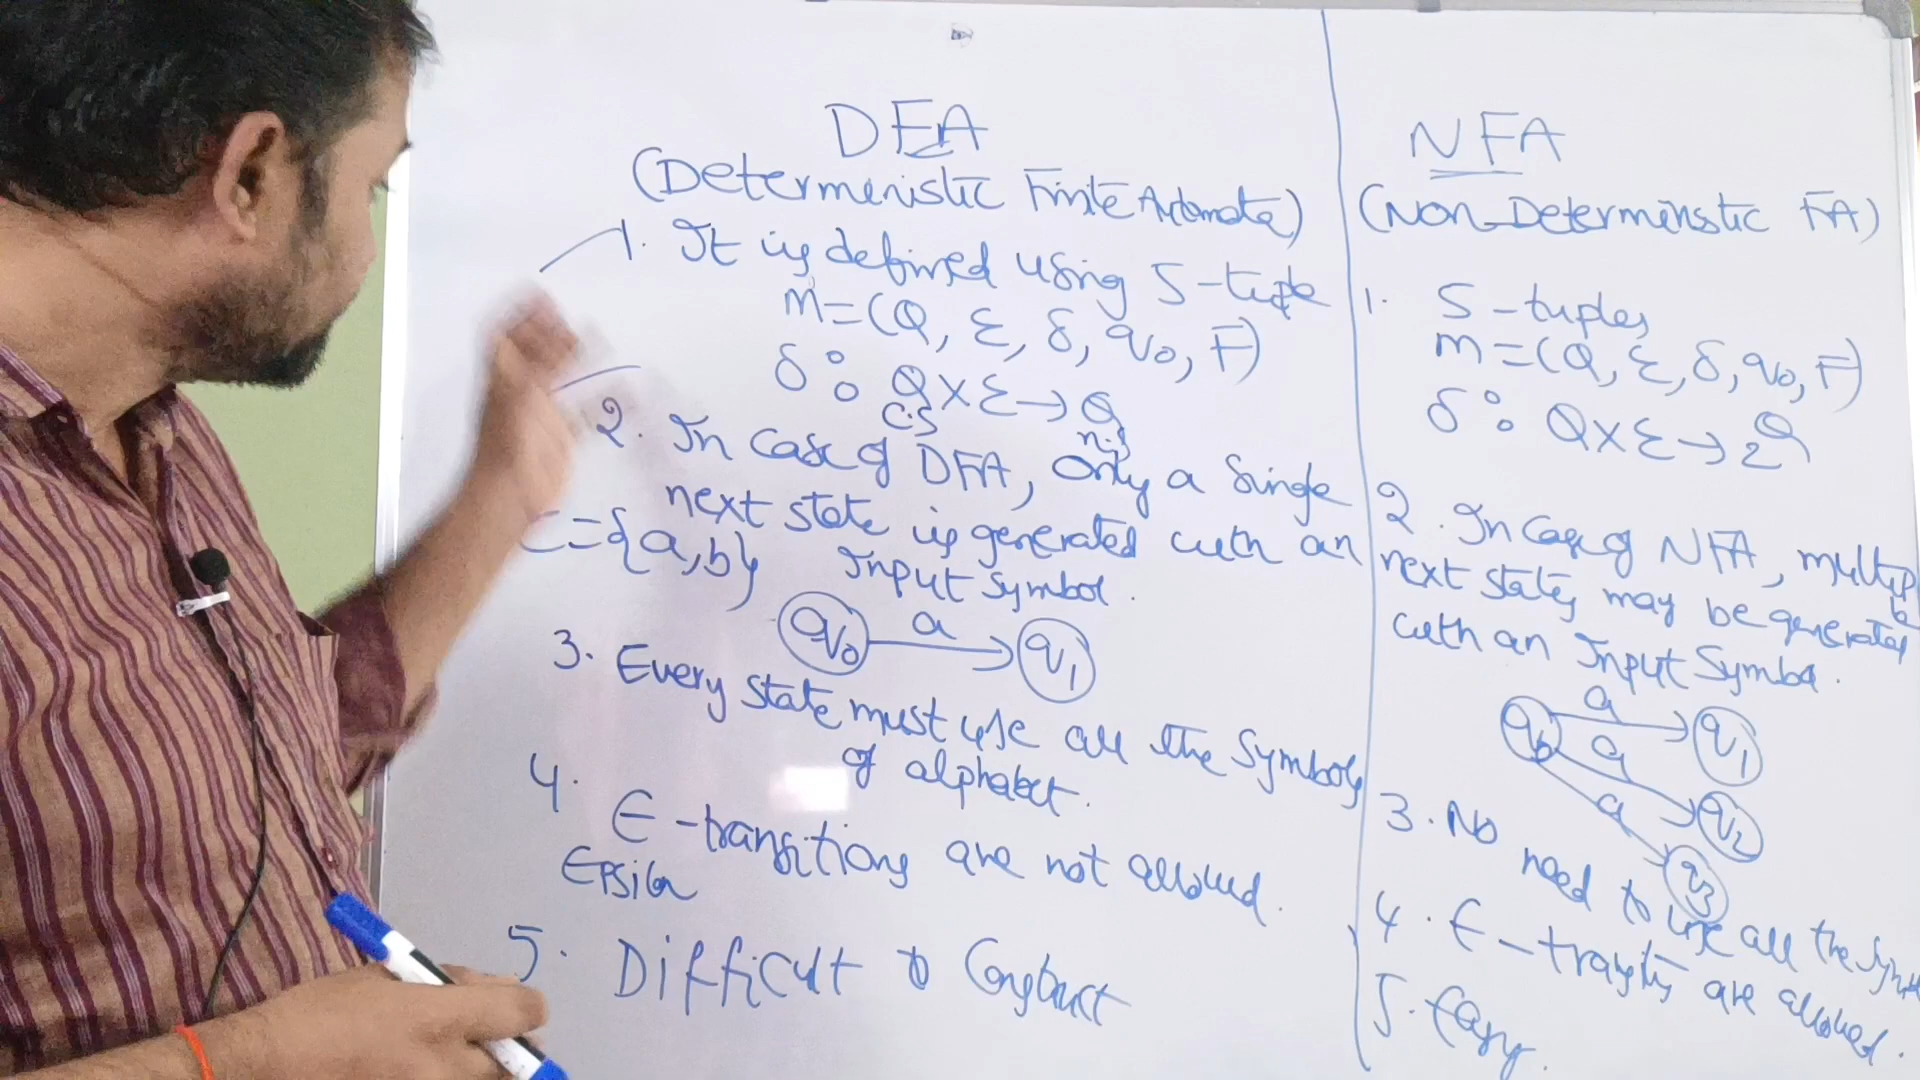 DFA
(Determenistic Finite Automata)
1. It is defined using 5-tuple
M=(Q, Σ, δ, q0, F)
δ: Q×Σ→Q
C.S
n.s
2. In Case of DFA, Only a Single
next state is generated with an
Input Symbol.
Σ={a,b}
q0 a q1
3. Every state must use all the Symbols
of alphabet.
4. ∈-transitions are not allowed.
Epsilon
5. Difficult to Construct
NFA
(Non-Determinstic FA)
1. 5-tuples
M=(Q, Σ, δ, q0, F)
δ: Q×Σ→2^Q
2. In Case of NFA, multiple
next states may be generated
with an Input Symbol.
q0 a q1
a q2
a q3
3. No need to use all the
4. ∈-transitions are allowed.
5. Easy.